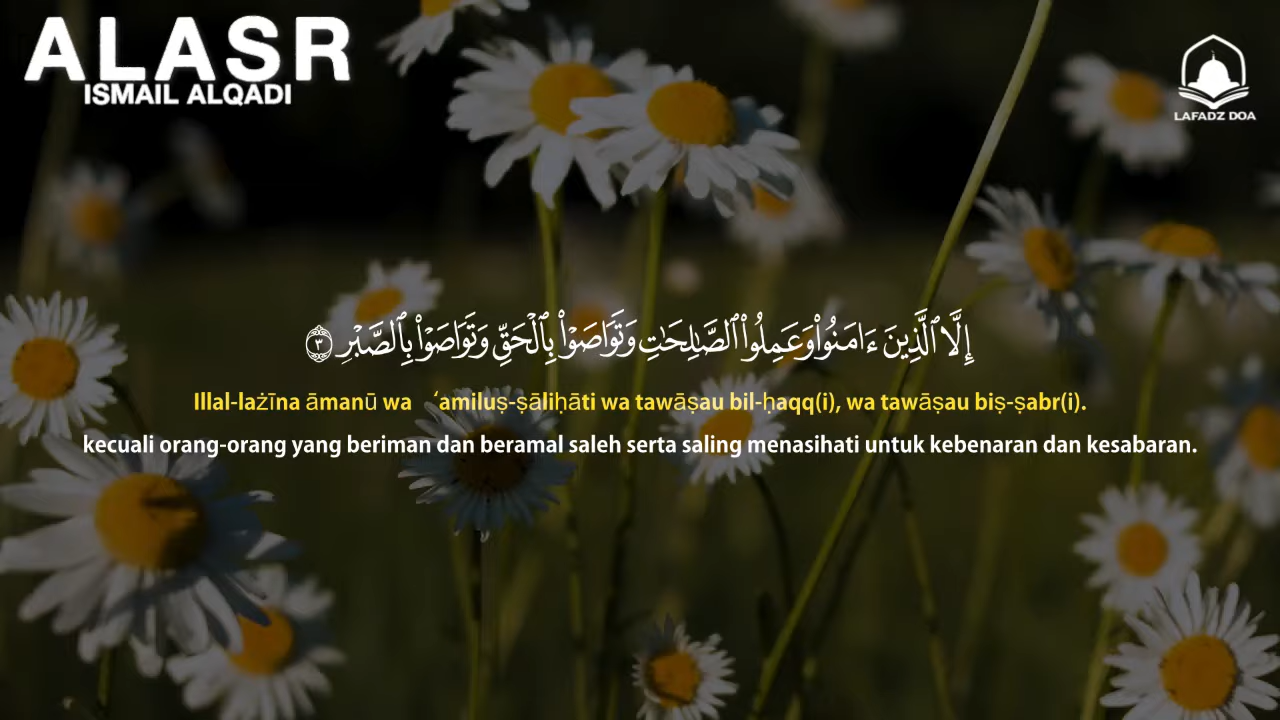 ALASR
ISMAIL ALQADI
LAFADZ DOA
إِلَّا ٱلَّذِينَ ءَامَنُوا۟ وَعَمِلُوا۟ ٱلصَّـٰلِحَـٰتِ وَتَوَاصَوْا۟ بِٱلْحَقِّ وَتَوَاصَوْا۟ بِٱلصَّبْرِ ٣
Illal-lażīna āmanū wa ‘amiluṣ-ṣāliḥāti wa tawāṣau bil-ḥaqq(i), wa tawāṣau biṣ-ṣabr(i).
kecuali orang-orang yang beriman dan beramal saleh serta saling menasihati untuk kebenaran dan kesabaran.